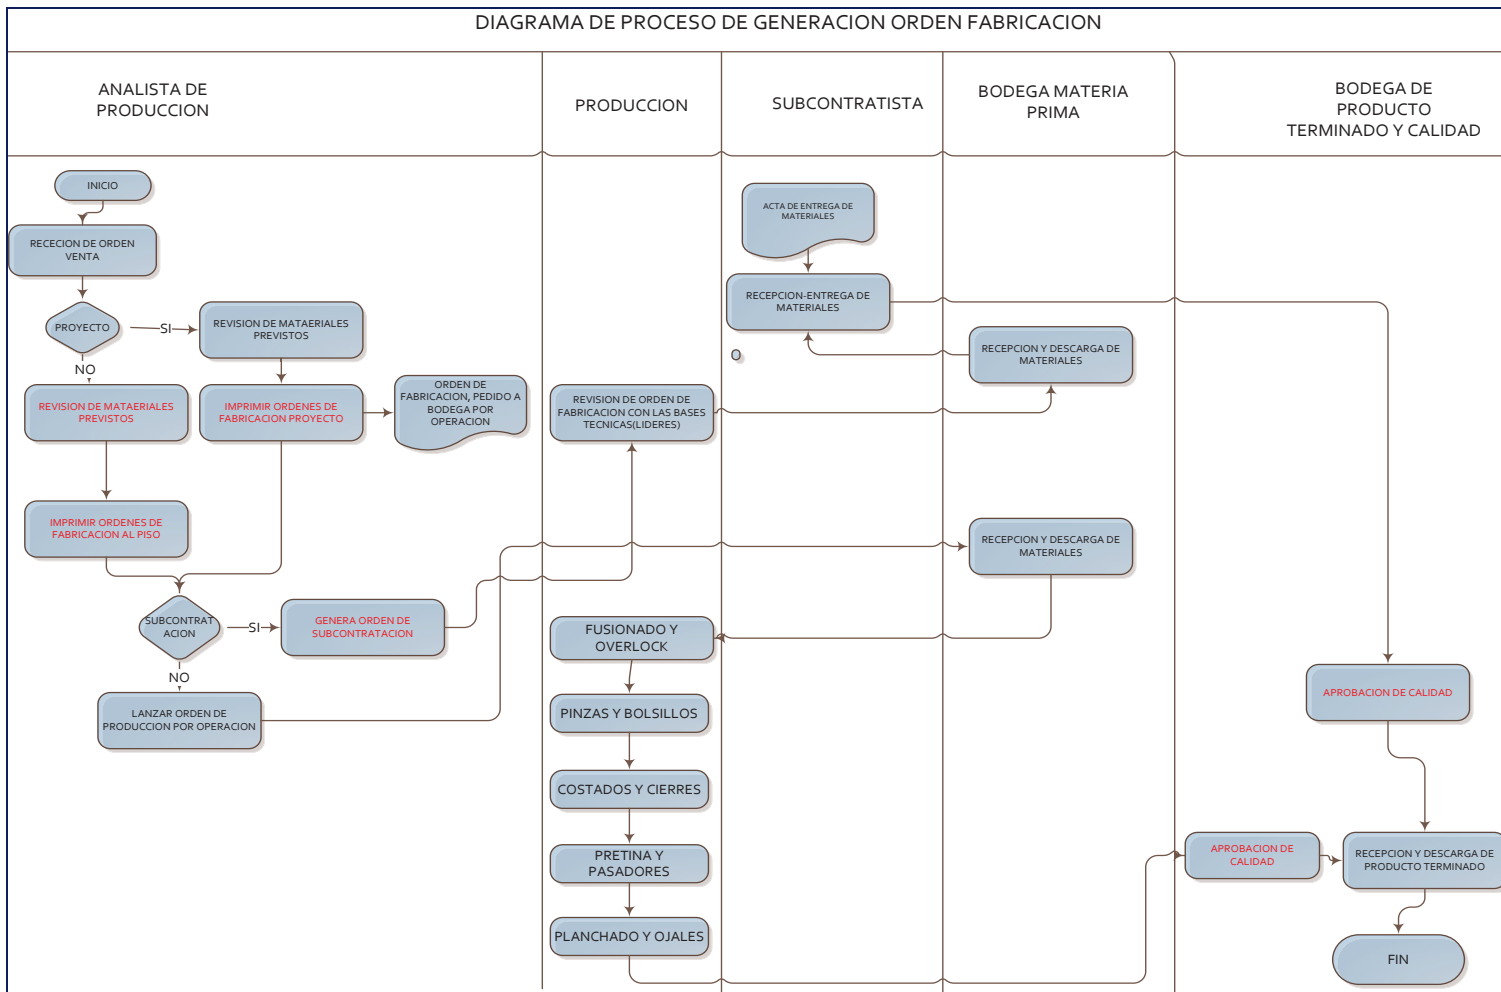 DIAGRAMA DE PROCESO DE GENERACION ORDEN FABRICACION
ANALISTA DE
PRODUCCION
PRODUCCION
SUBCONTRATISTA
BODEGA MATERIA
PRIMA
BODEGA DE
PRODUCTO
TERMINADO Y CALIDAD
INICIO
RECECION DE ORDEN
VENTA
PROYECTO
SI
NO
REVISION DE MATAERIALES
PREVISTOS
REVISION DE MATAERIALES
PREVISTOS
IMPRIMIR ORDENES DE
FABRICACION PROYECTO
ORDEN DE
FABRICACION, PEDIDO A
BODEGA POR
OPERACION
IMPRIMIR ORDENES DE
FABRICACION AL PISO
SUBCONTRAT
ACION
SI
NO
GENERA ORDEN DE
SUBCONTRATACION
LANZAR ORDEN DE
PRODUCCION POR OPERACION
REVISION DE ORDEN DE
FABRICACION CON LAS BASES
TECNICAS(LIDERES)
FUSIONADO Y
OVERLOCK
PINZAS Y BOLSILLOS
COSTADOS Y CIERRES
PRETINA Y
PASADORES
PLANCHADO Y OJALES
ACTA DE ENTREGA DE
MATERIALES
RECEPCION-ENTREGA DE
MATERIALES
RECEPCION Y DESCARGA DE
MATERIALES
RECEPCION Y DESCARGA DE
MATERIALES
APROBACION DE CALIDAD
APROBACION DE
CALIDAD
RECEPCION Y DESCARGA DE
PRODUCTO TERMINADO
FIN